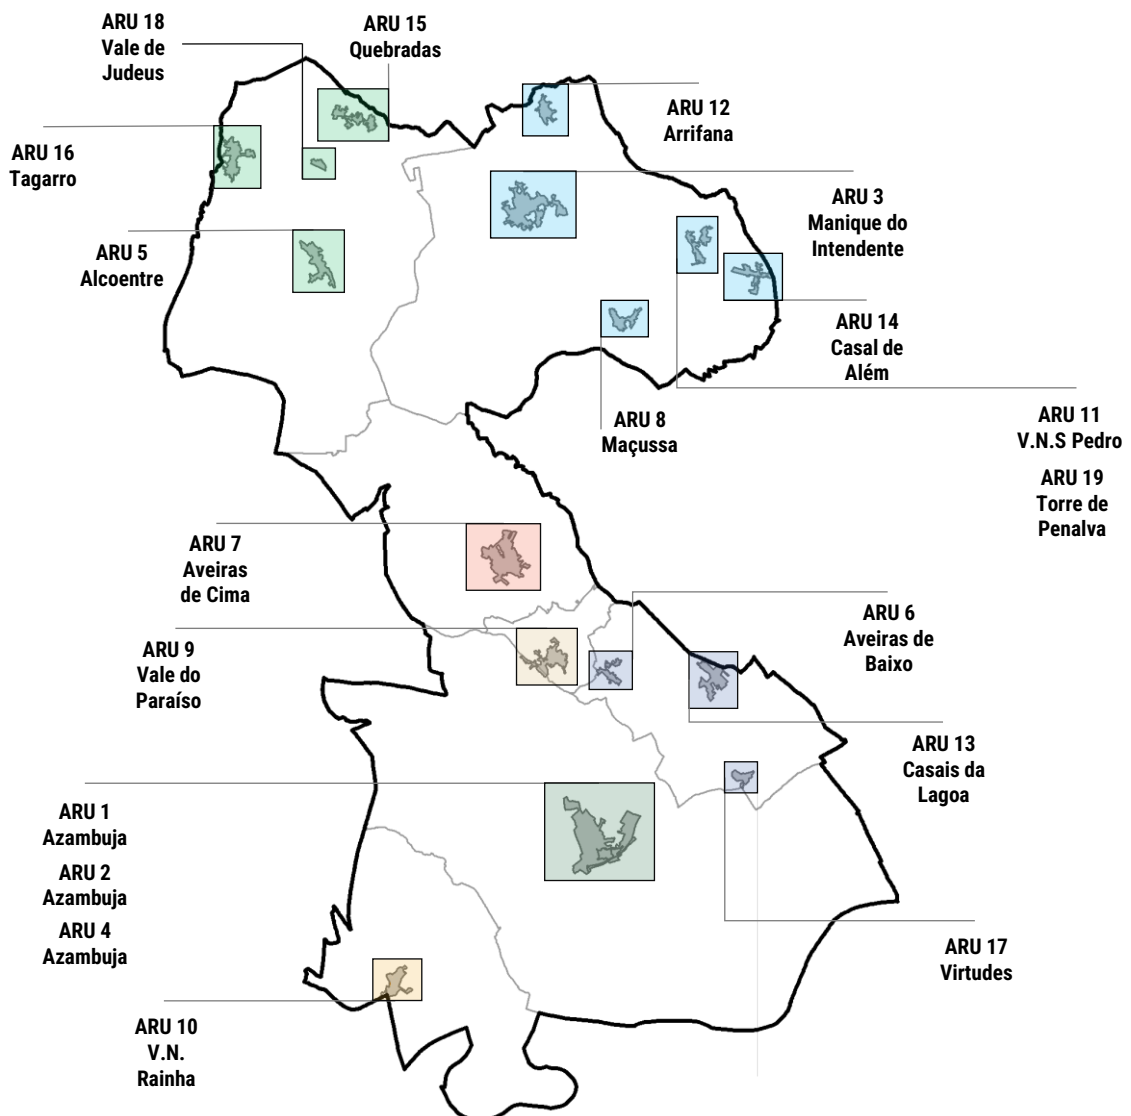 ARU 18
Vale de
Judeus
ARU 15
Quebradas
ARU 12
Arrifana
ARU 16
Tagarro
ARU 3
Manique do
Intendente
ARU 5
Alcoentre
ARU 14
Casal de
Além
ARU 8
Maçussa
ARU 11
V.N.S Pedro
ARU 19
Torre de
Penalva
ARU 7
Aveiras
de Cima
ARU 6
Aveiras de
Baixo
ARU 9
Vale do
Paraíso
ARU 13
Casais da
Lagoa
ARU 1
Azambuja
ARU 2
Azambuja
ARU 4
Azambuja
ARU 17
Virtudes
ARU 10
V.N.
Rainha